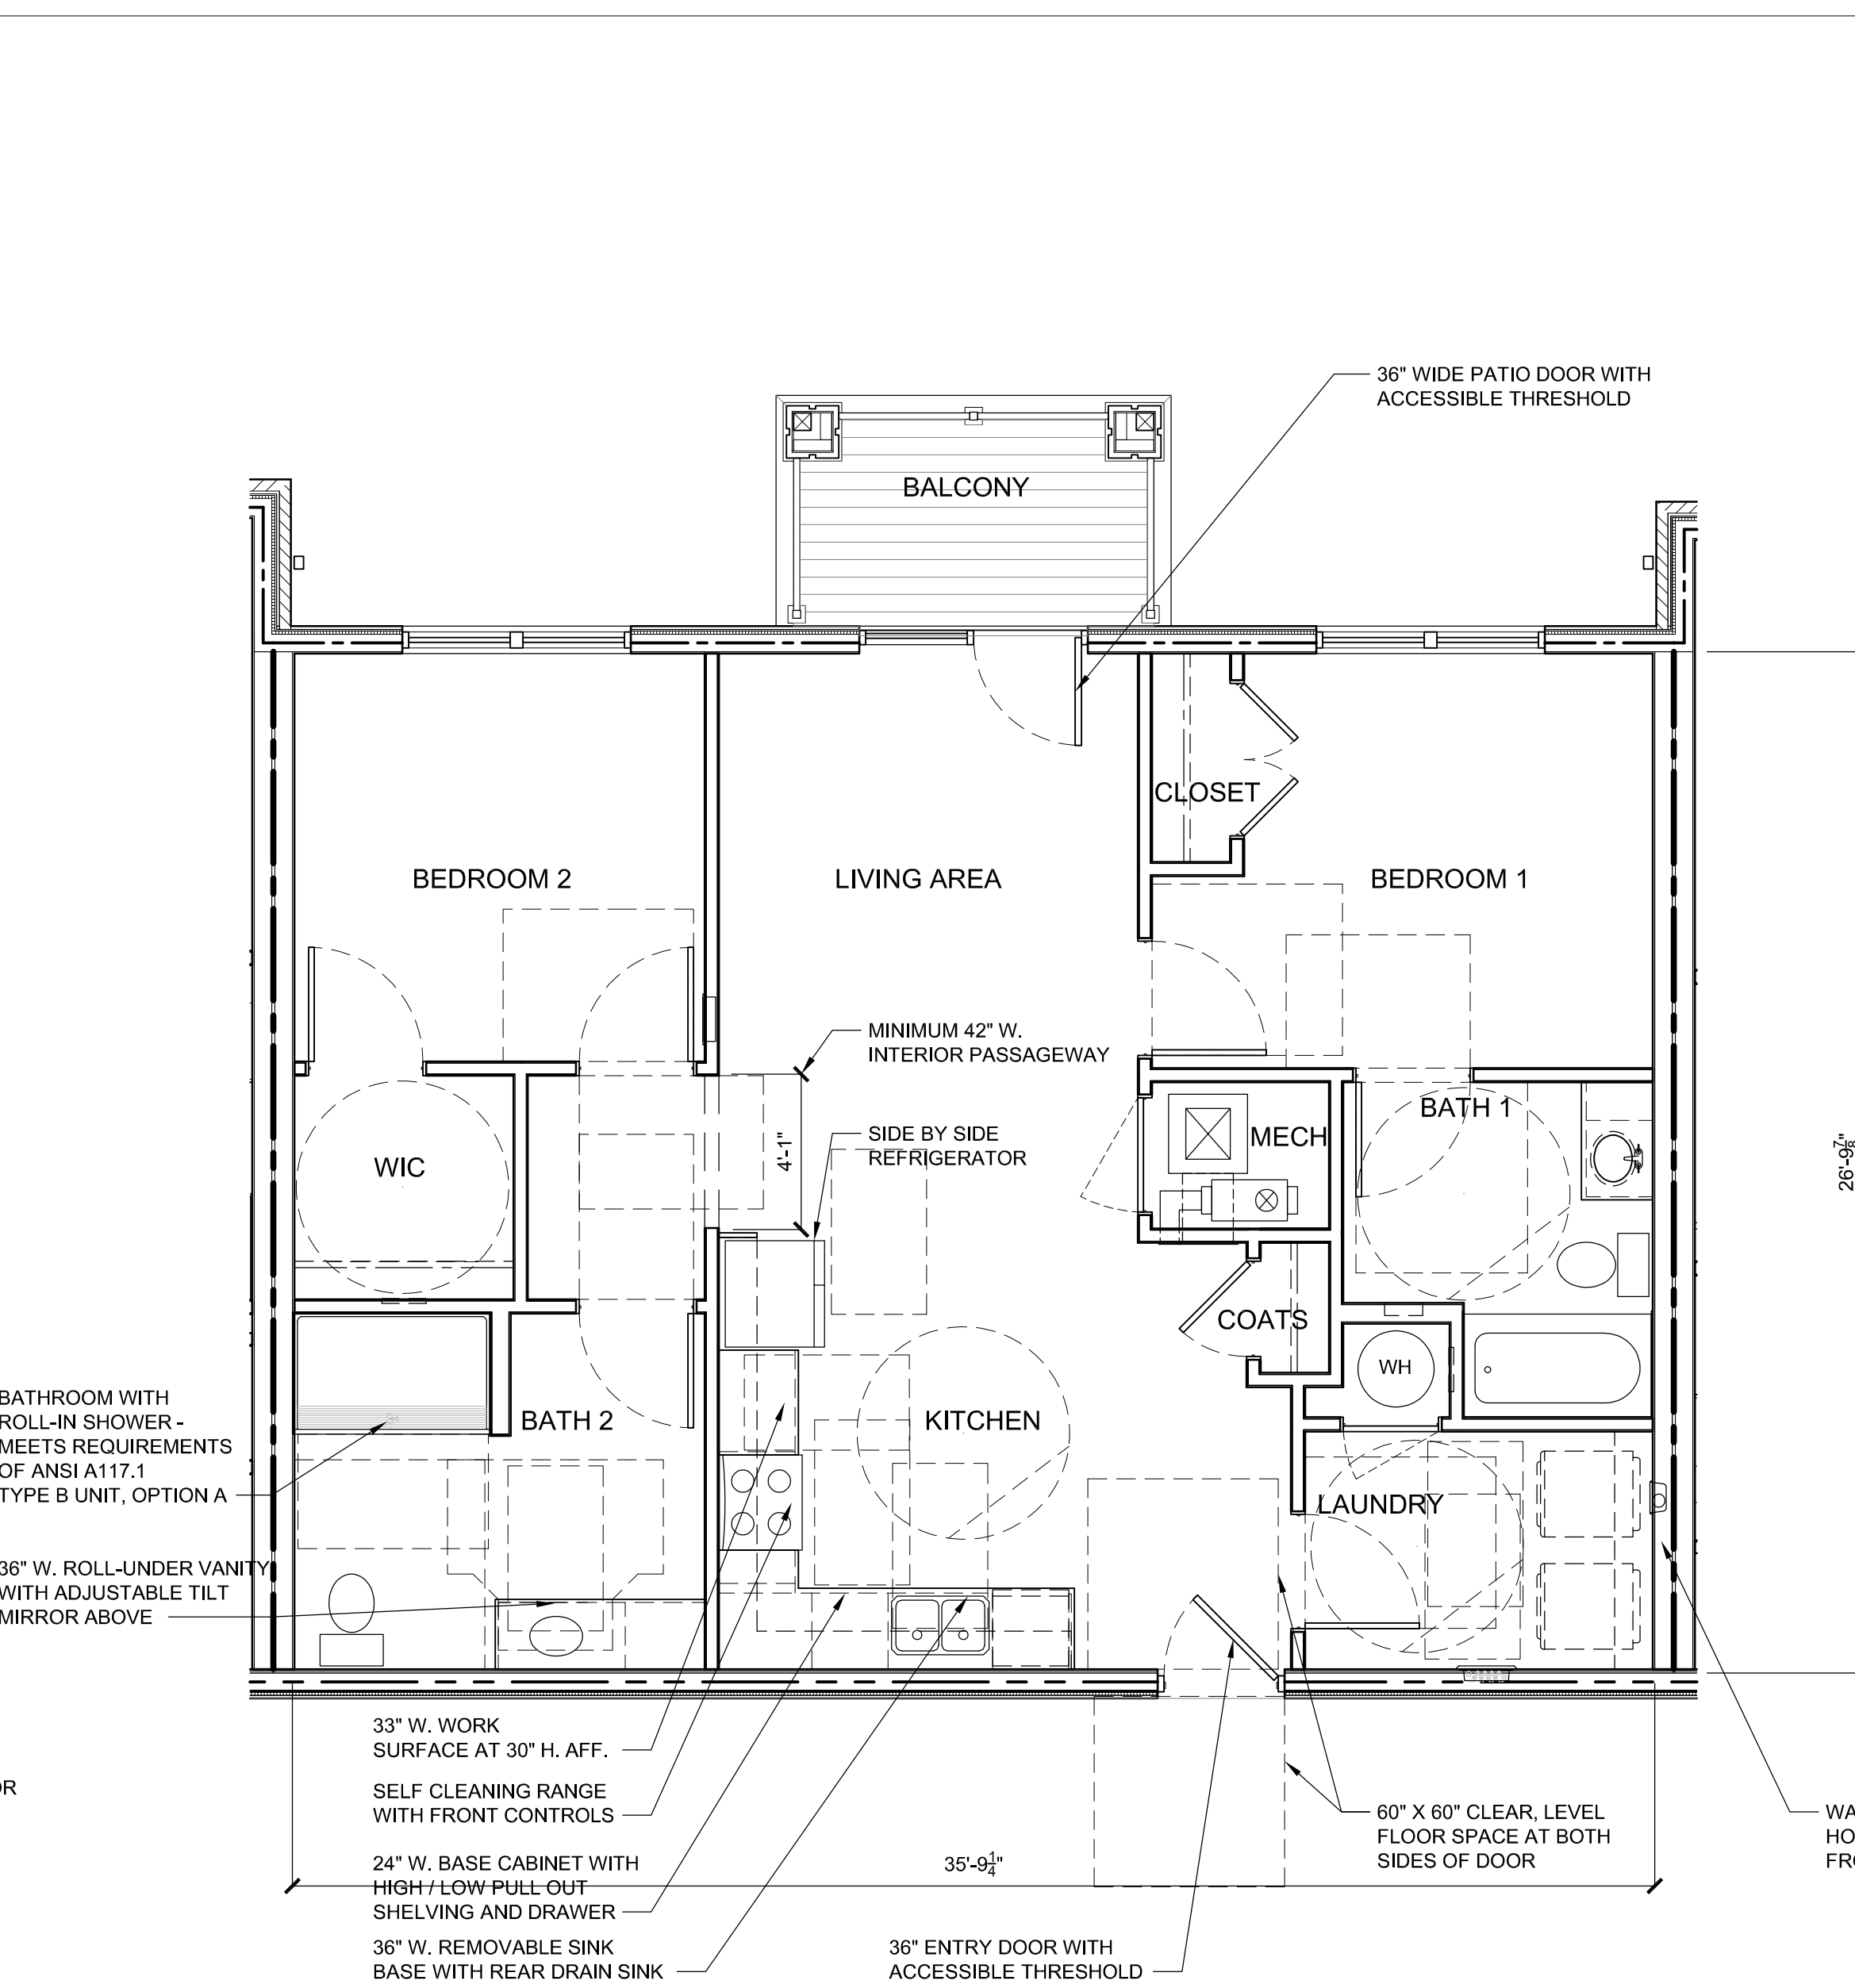 36" WIDE PATIO DOOR WITH
ACCESSIBLE THRESHOLD
BALCONY
CLOSET
BEDROOM 2
LIVING AREA
BEDROOM 1
MINIMUM 42" W.
INTERIOR PASSAGEWAY
BATH 1
SIDE BY SIDE
REFRIGERATOR
MECH
4'-1"
26'-9⅞"
WIC
COATS
WH
BATHROOM WITH
ROLL-IN SHOWER -
MEETS REQUIREMENTS
OF ANSI A117.1
TYPE B UNIT, OPTION A
BATH 2
KITCHEN
LAUNDRY
36" W. ROLL-UNDER VANITY
WITH ADJUSTABLE TILT
MIRROR ABOVE
33" W. WORK
SURFACE AT 30" H. AFF.
OR
SELF CLEANING RANGE
WITH FRONT CONTROLS
60" X 60" CLEAR, LEVEL
FLOOR SPACE AT BOTH
SIDES OF DOOR
WA
HO
FRO
24" W. BASE CABINET WITH
HIGH / LOW PULL OUT
SHELVING AND DRAWER
35'-9¼"
36" W. REMOVABLE SINK
BASE WITH REAR DRAIN SINK
36" ENTRY DOOR WITH
ACCESSIBLE THRESHOLD